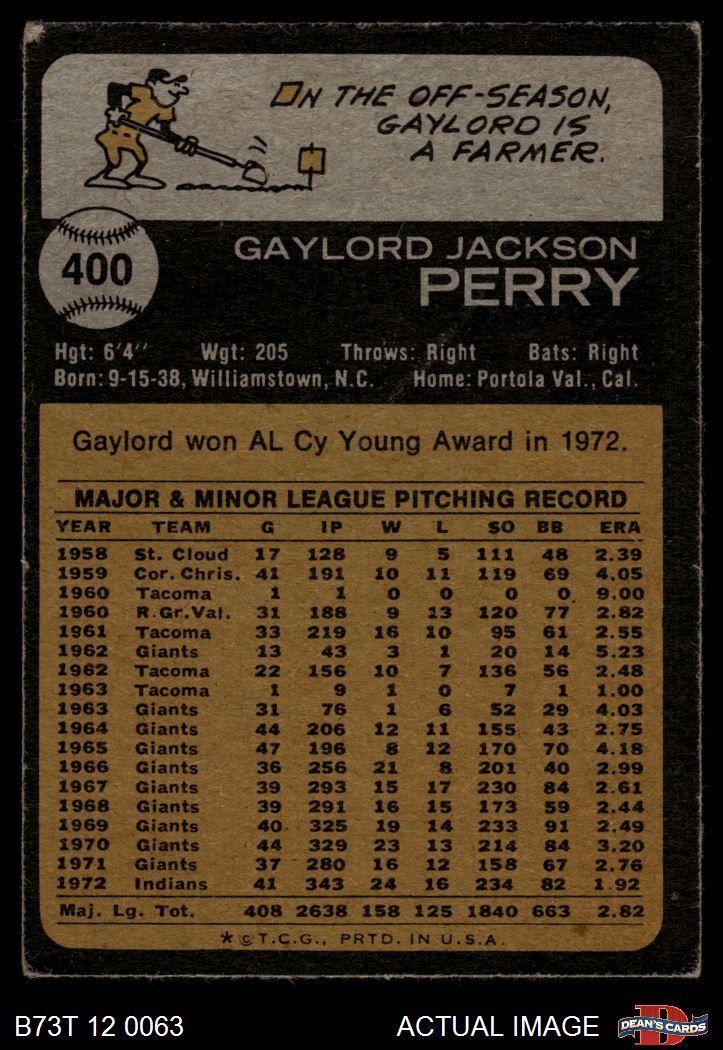 ON THE OFF-SEASON,
GAYLORD IS
A FARMER.
400
GAYLORD JACKSON
PERRY
Hgt: 6'4" Wgt: 205 Throws: Right Bats: Right
Born: 9-15-38, Williamstown, N.C. Home: Portola Val., Cal.
Gaylord won AL Cy Young Award in 1972.
MAJOR & MINOR LEAGUE PITCHING RECORD
YEAR TEAM G IP W L SO BB ERA
1958 St. Cloud 17 128 9 5 111 48 2.39
1959 Cor. Chris. 41 191 10 11 119 69 4.05
1960 Tacoma 1 1 0 0 0 0 9.00
1960 R.Gr.Val. 31 188 9 13 120 77 2.82
1961 Tacoma 33 219 16 10 95 61 2.55
1962 Giants 13 43 3 1 20 14 5.23
1962 Tacoma 22 156 10 7 136 56 2.48
1963 Tacoma 1 9 1 0 7 1 1.00
1963 Giants 31 76 1 6 52 29 4.03
1964 Giants 44 206 12 11 155 43 2.75
1965 Giants 47 196 8 12 170 70 4.18
1966 Giants 36 256 21 8 201 40 2.99
1967 Giants 39 293 15 17 230 84 2.61
1968 Giants 39 291 16 15 173 59 2.44
1969 Giants 40 325 19 14 233 91 2.49
1970 Giants 44 329 23 13 214 84 3.20
1971 Giants 37 280 16 12 158 67 2.76
1972 Indians 41 343 24 16 234 82 1.92
Maj. Lg. Tot. 408 2638 158 125 1840 663 2.82
* © T.C.G., PRTD. IN U.S.A.
B73T 12 0063 ACTUAL IMAGE D DEAN'S CARDS